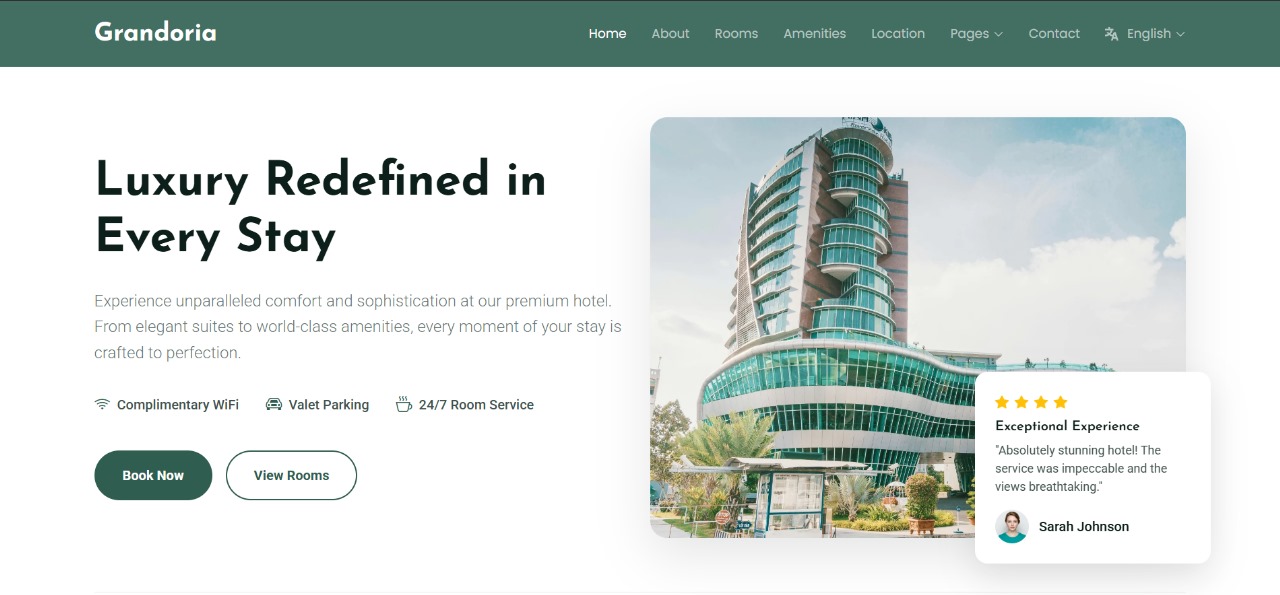 Grandoria
Home About Rooms Amenities Location Pages Contact English
Luxury Redefined in
Every Stay
Experience unparalleled comfort and sophistication at our premium hotel.
From elegant suites to world-class amenities, every moment of your stay is
crafted to perfection.
Complimentary WiFi Valet Parking 24/7 Room Service
Book Now View Rooms
Exceptional Experience
"Absolutely stunning hotel! The
service was impeccable and the
views breathtaking."
Sarah Johnson